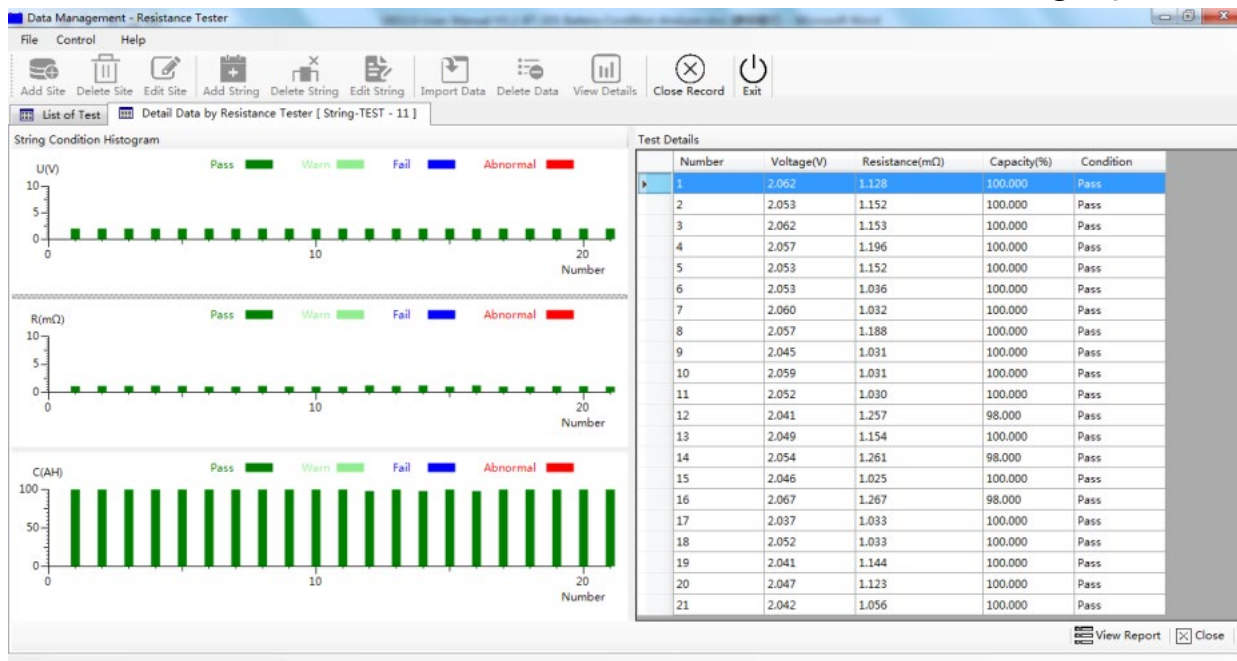 Data Management - Resistance Tester
File Control Help
Add Site Delete Site Edit Site Add String Delete String Edit String Import Data Delete Data View Details Close Record Exit
List of Test Detail Data by Resistance Tester [ String-TEST - 11 ]
String Condition Histogram
U(V) Pass Warn Fail Abnormal
10
5
0
0 10 20
Number
R(mΩ) Pass Warn Fail Abnormal
10
5
0
0 10 20
Number
C(AH) Pass Warn Fail Abnormal
100
50
0
0 10 20
Number
Test Details
Number Voltage(V) Resistance(mΩ) Capacity(%) Condition
1 2.062 1.128 100.000 Pass
2 2.053 1.152 100.000 Pass
3 2.062 1.153 100.000 Pass
4 2.057 1.196 100.000 Pass
5 2.053 1.152 100.000 Pass
6 2.053 1.036 100.000 Pass
7 2.060 1.032 100.000 Pass
8 2.057 1.188 100.000 Pass
9 2.045 1.031 100.000 Pass
10 2.059 1.031 100.000 Pass
11 2.052 1.030 100.000 Pass
12 2.041 1.257 98.000 Pass
13 2.049 1.154 100.000 Pass
14 2.054 1.261 98.000 Pass
15 2.046 1.025 100.000 Pass
16 2.067 1.267 98.000 Pass
17 2.037 1.033 100.000 Pass
18 2.052 1.033 100.000 Pass
19 2.041 1.144 100.000 Pass
20 2.047 1.123 100.000 Pass
21 2.042 1.056 100.000 Pass
View Report Close